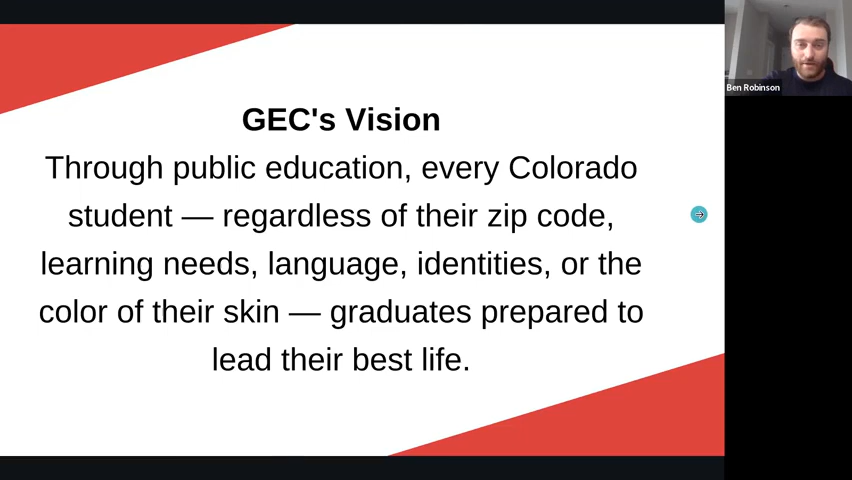 GEC's Vision
Through public education, every Colorado
student — regardless of their zip code,
learning needs, language, identities, or the
color of their skin — graduates prepared to
lead their best life.
Ben Robinson